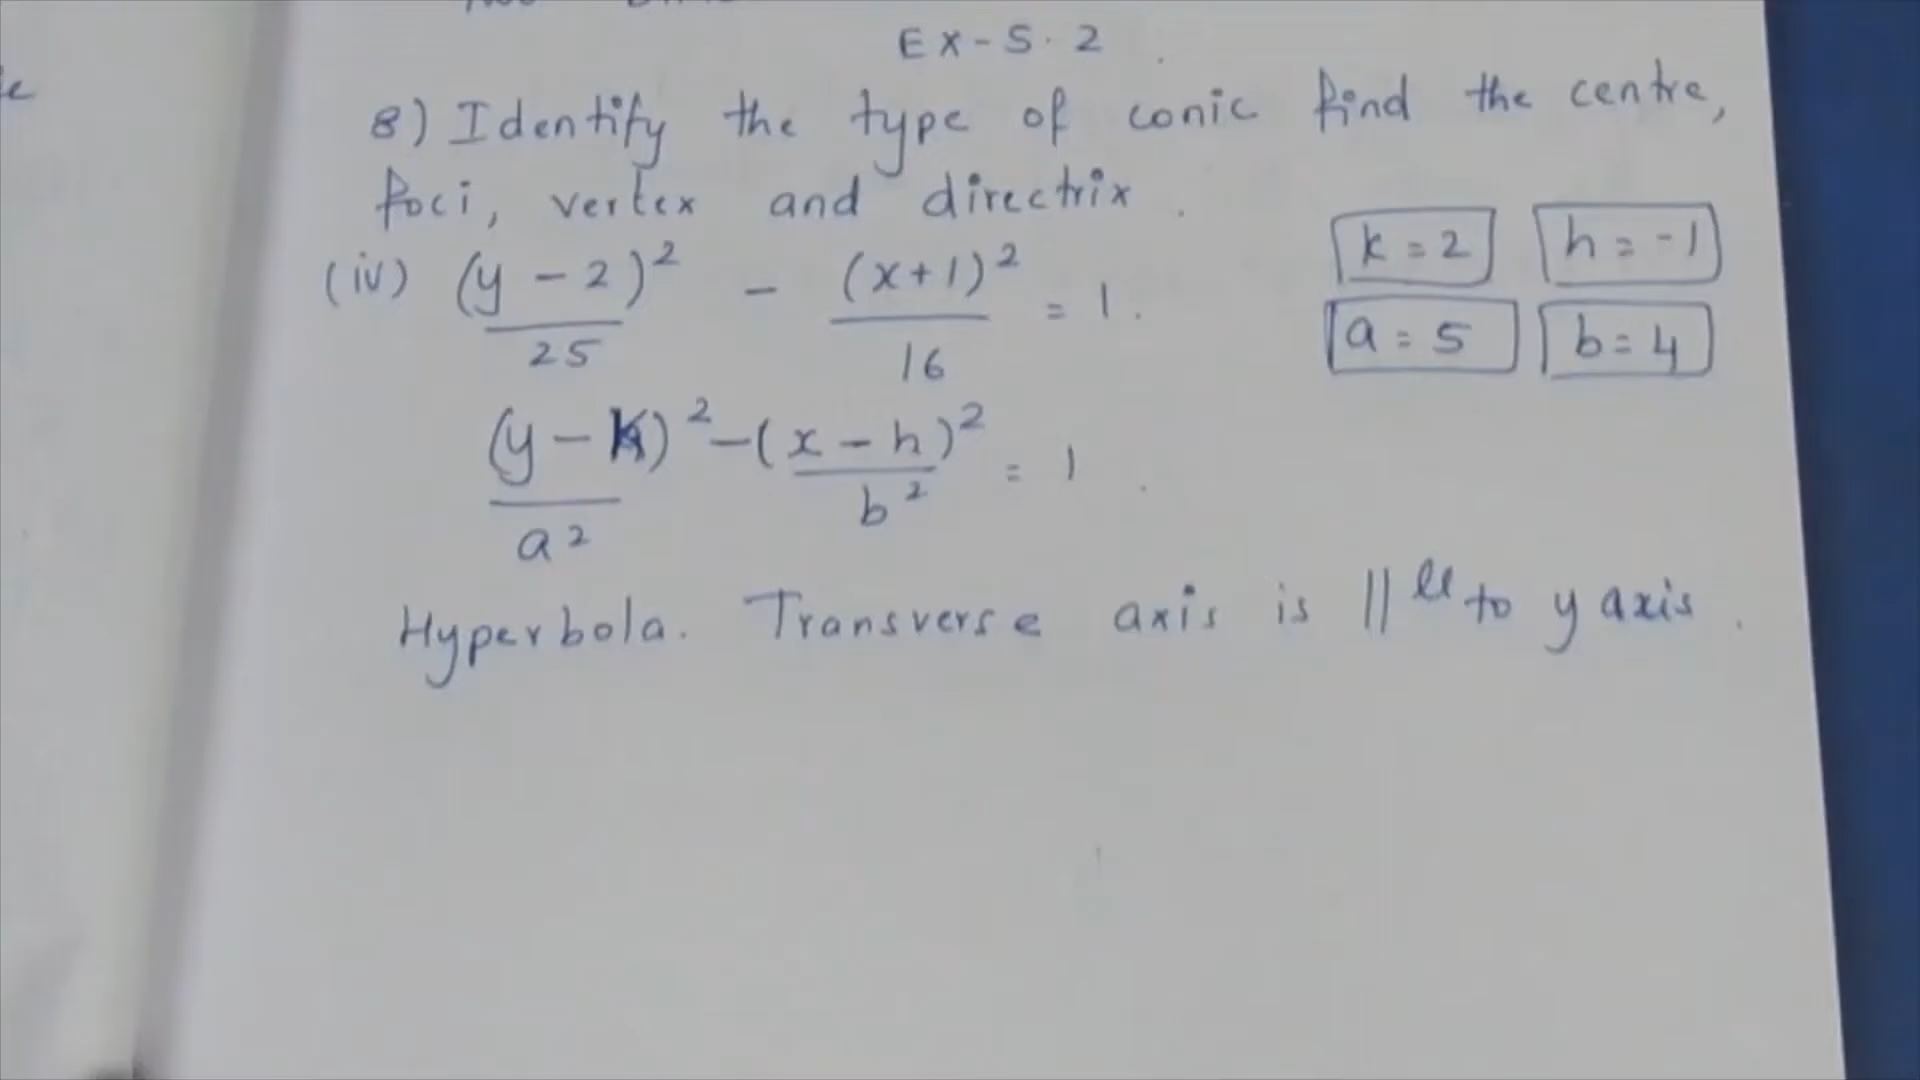 Ex-5.2
8) Identify the type of conic find the centre,
foci, vertex and directrix.
(iv) (y-2)²/25 - (x+1)²/16 = 1.
k=2 h=-1
a=5 b=4
(y-k)²/a² - (x-h)²/b² = 1
Hyperbola. Transverse axis is ||ll to y axis.